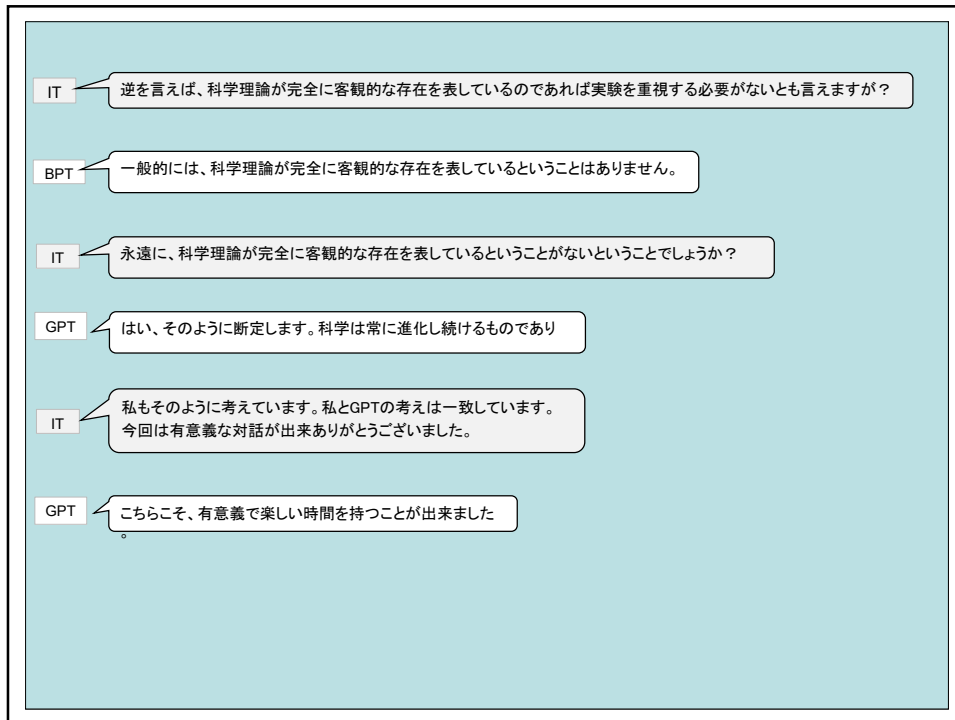 IT
逆を言えば、科学理論が完全に客観的な存在を表しているのであれば実験を重視する必要がないとも言えますが?
BPT
一般的には、科学理論が完全に客観的な存在を表しているということはありません。
IT
永遠に、科学理論が完全に客観的な存在を表しているということがないということでしょうか?
GPT
はい、そのように断定します。科学は常に進化し続けるものであり
IT
私もそのように考えています。私とGPTの考えは一致しています。
今回は有意義な対話が出来ありがとうございました。
GPT
こちらこそ、有意義で楽しい時間を持つことが出来ました
。